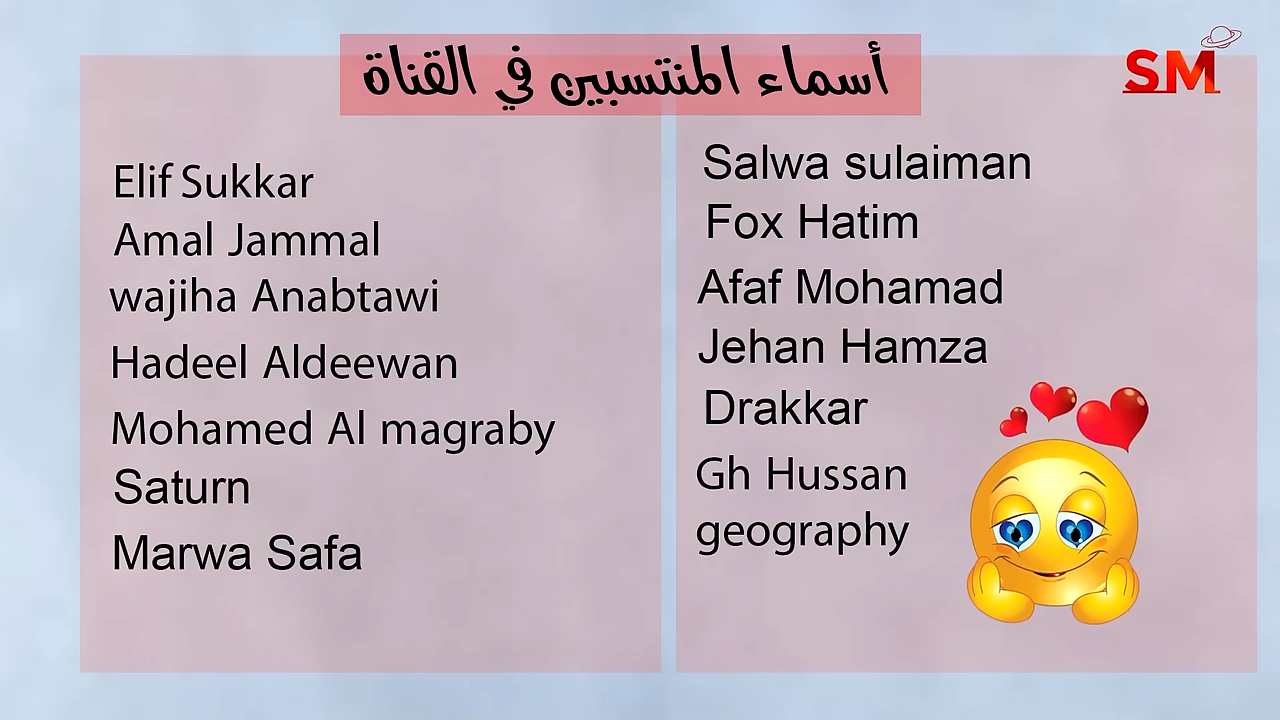 أسماء المنتسبين في القناة
SM
Elif Sukkar
Amal Jammal
wajiha Anabtawi
Hadeel Aldeewan
Mohamed Al magraby
Saturn
Marwa Safa
Salwa sulaiman
Fox Hatim
Afaf Mohamad
Jehan Hamza
Drakkar
Gh Hussan
geography